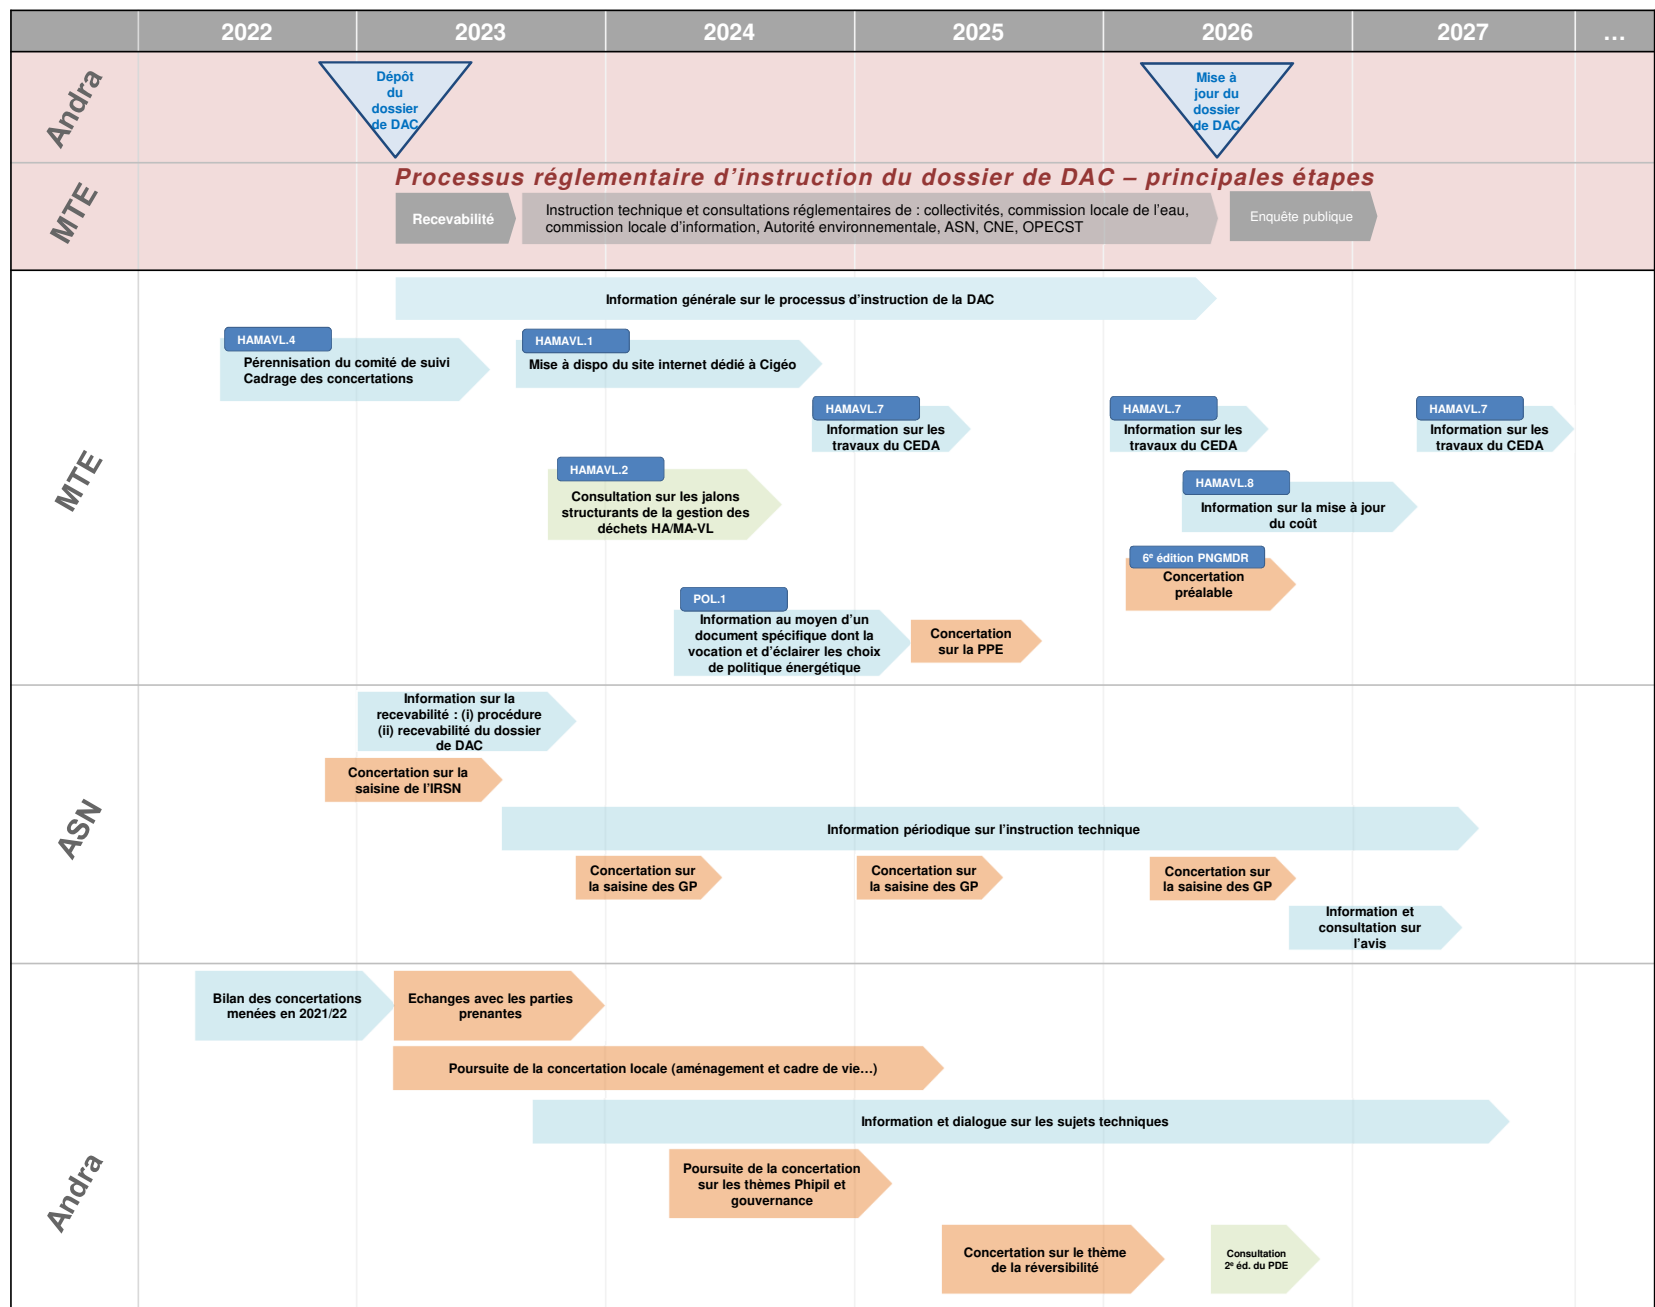 2022 2023 2024 2025 2026 2027 …
Andra
Dépôt
du
dossier
de DAC
Mise à
jour du
dossier
de DAC
MTE
Processus réglementaire d’instruction du dossier de DAC – principales étapes
Recevabilité
Instruction technique et consultations réglementaires de : collectivités, commission locale de l’eau,
commission locale d’information, Autorité environnementale, ASN, CNE, OPECST
Enquête publique
MTE
Information générale sur le processus d’instruction de la DAC
HAMAVL.4
Pérennisation du comité de suivi
Cadrage des concertations
HAMAVL.1
Mise à dispo du site internet dédié à Cigéo
HAMAVL.7
Information sur les
travaux du CEDA
HAMAVL.7
Information sur les
travaux du CEDA
HAMAVL.7
Information sur les
travaux du CEDA
HAMAVL.2
Consultation sur les jalons
structurants de la gestion des
déchets HA/MA-VL
HAMAVL.8
Information sur la mise à jour
du coût
6e édition PNGMDR
Concertation
préalable
POL.1
Information au moyen d’un
document spécifique dont la
vocation et d’éclairer les choix
de politique énergétique
Concertation
sur la PPE
ASN
Information sur la
recevabilité : (i) procédure
(ii) recevabilité du dossier
de DAC
Concertation sur la
saisine de l’IRSN
Information périodique sur l’instruction technique
Concertation sur
la saisine des GP
Concertation sur
la saisine des GP
Concertation sur
la saisine des GP
Information et
consultation sur
l’avis
Andra
Bilan des concertations
menées en 2021/22
Echanges avec les parties
prenantes
Poursuite de la concertation locale (aménagement et cadre de vie…)
Information et dialogue sur les sujets techniques
Poursuite de la concertation
sur les thèmes Phipil et
gouvernance
Concertation sur le thème
de la réversibilité
Consultation
2e éd. du PDE